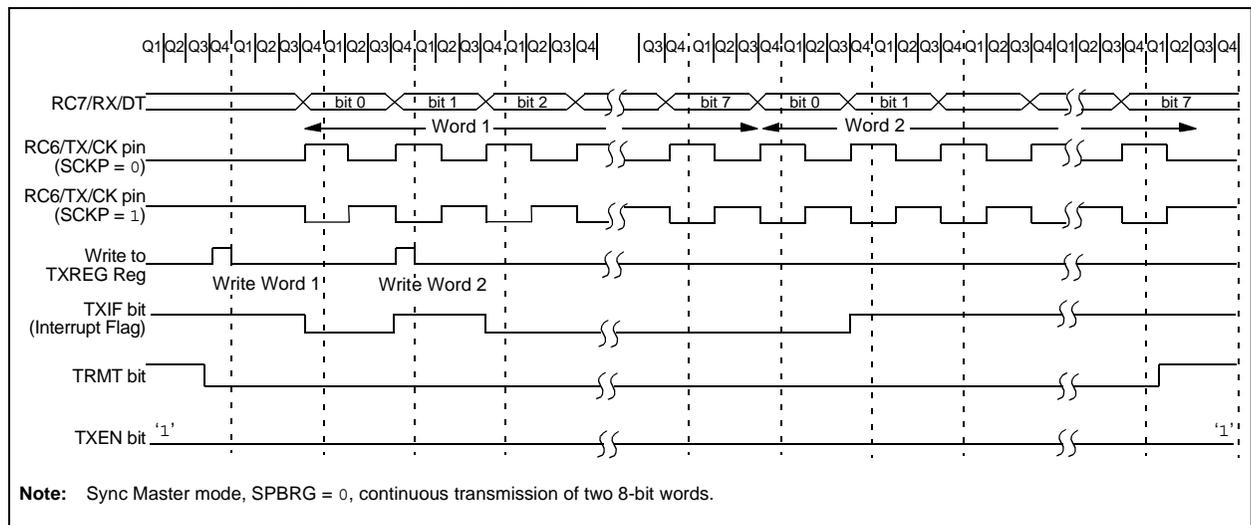 Q1 Q2 Q3 Q4 Q1 Q2 Q3 Q4 Q1 Q2 Q3 Q4 Q1 Q2 Q3 Q4 Q1 Q2 Q3 Q4 Q3 Q4 Q1 Q2 Q3 Q4 Q1 Q2 Q3 Q4 Q1 Q2 Q3 Q4 Q1 Q2 Q3 Q4 Q1 Q2 Q3 Q4 Q1 Q2 Q3 Q4
RC7/RX/DT bit 0 bit 1 bit 2 bit 7 bit 0 bit 1 bit 7
Word 1 Word 2
RC6/TX/CK pin
(SCKP = 0)
RC6/TX/CK pin
(SCKP = 1)
Write to
TXREG Reg
Write Word 1 Write Word 2
TXIF bit
(Interrupt Flag)
TRMT bit
TXEN bit ‘1’ ‘1’
Note: Sync Master mode, SPBRG = 0, continuous transmission of two 8-bit words.